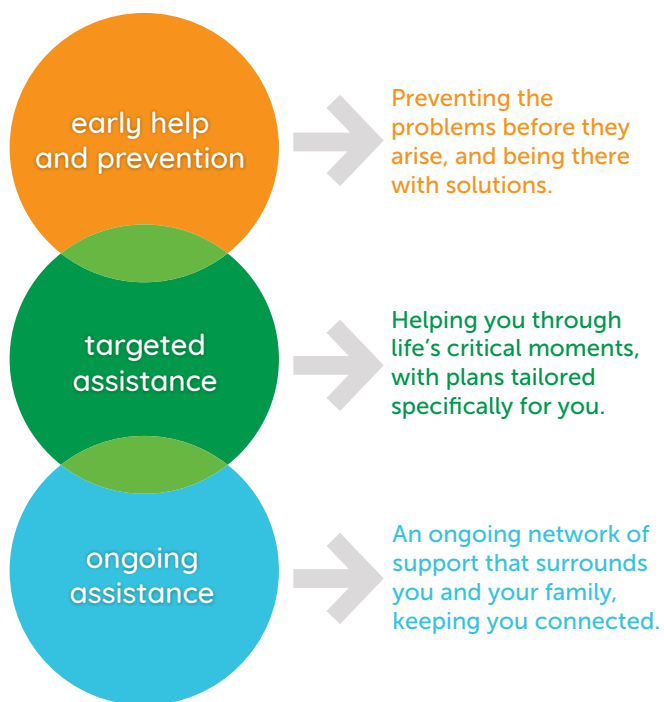 early help
and prevention
Preventing the
problems before they
arise, and being there
with solutions.
targeted
assistance
Helping you through
life’s critical moments,
with plans tailored
specifically for you.
ongoing
assistance
An ongoing network of
support that surrounds
you and your family,
keeping you connected.